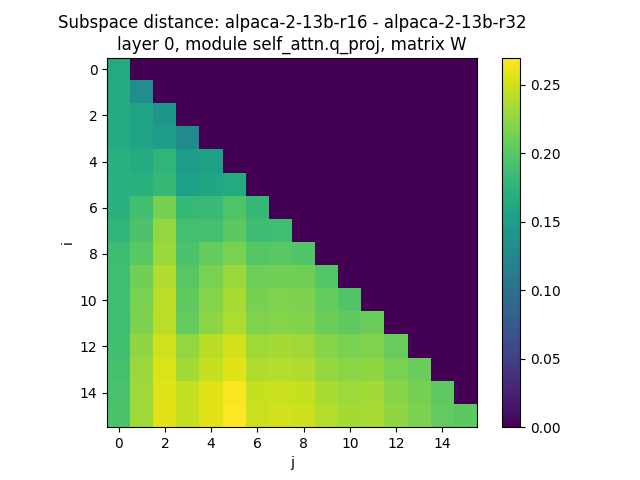 Subspace distance: alpaca-2-13b-r16 - alpaca-2-13b-r32
layer 0, module self_attn.q_proj, matrix W
0
2
4
6
8
10
12
14
i
0 2 4 6 8 10 12 14
j
0.25
0.20
0.15
0.10
0.05
0.00